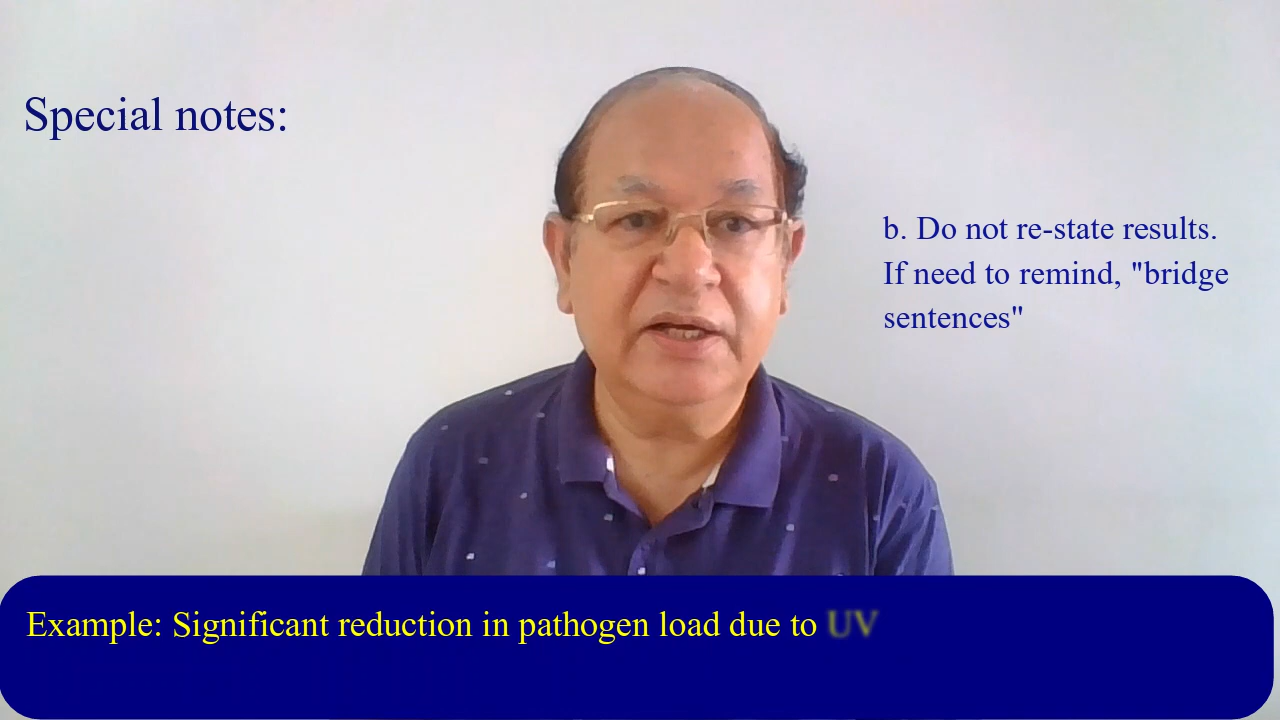 Special notes:
b. Do not re-state results.
If need to remind, "bridge
sentences"
Example: Significant reduction in pathogen load due to UV